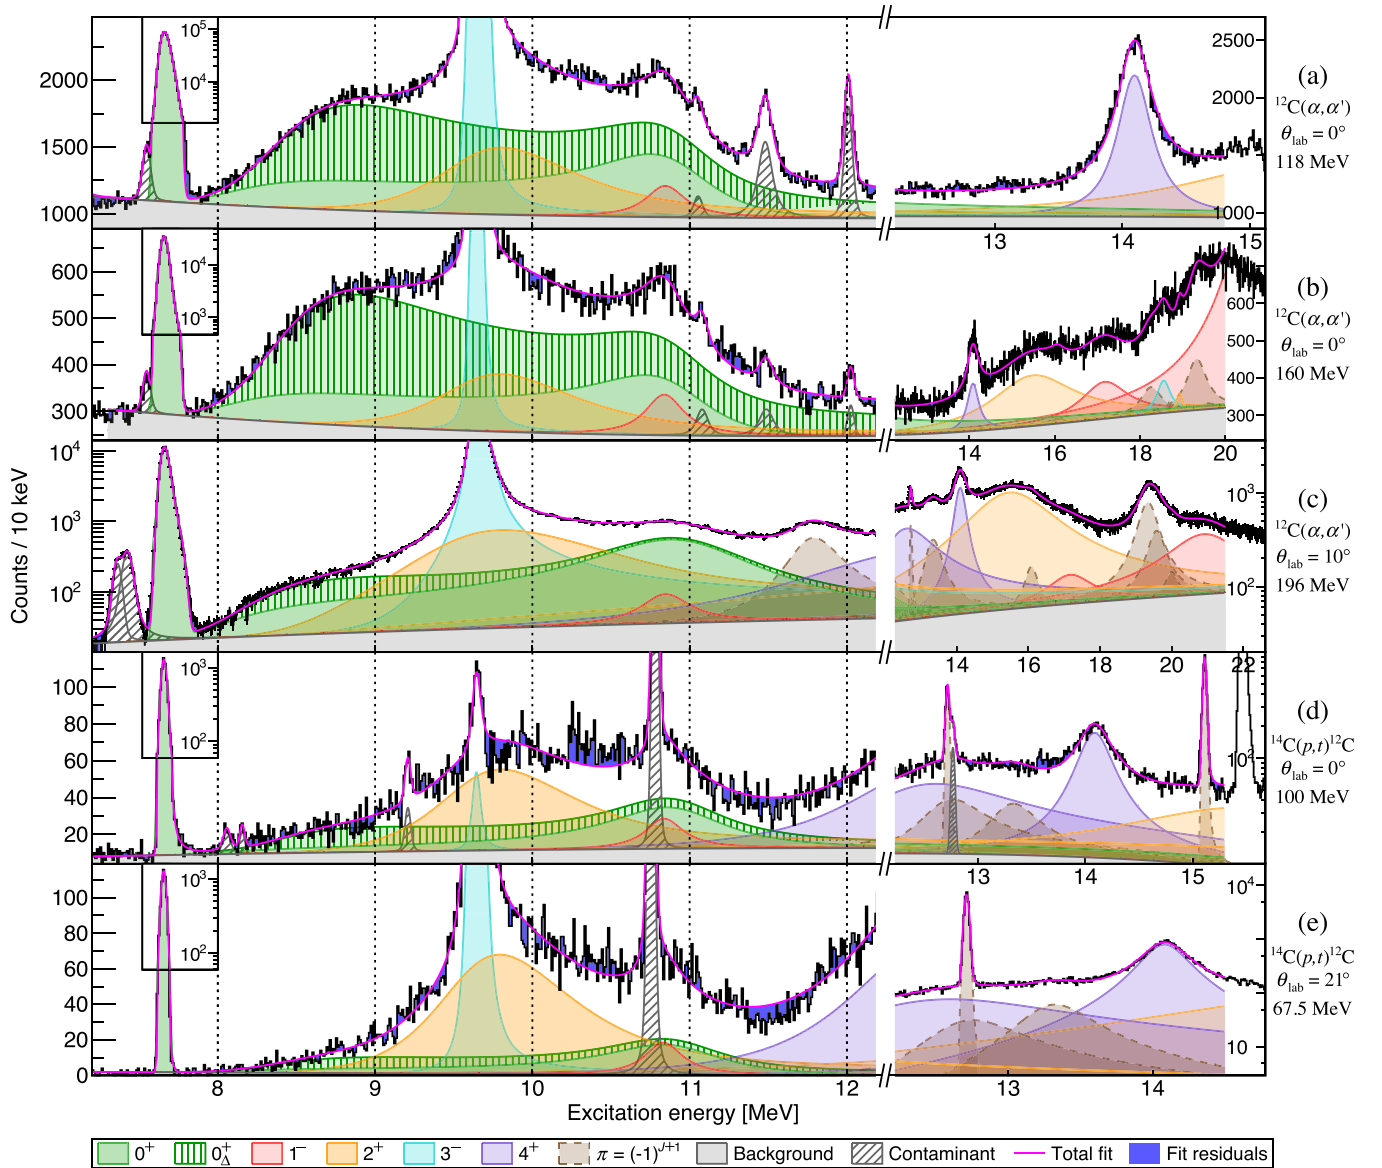 2000
1500
1000
10^5
10^4
2500
2000
1000
13
14
15
(a)
^12C(α,α′)
θ_lab = 0°
118 MeV
600
500
400
300
10^4
10^3
600
500
400
300
14
16
18
20
(b)
^12C(α,α′)
θ_lab = 0°
160 MeV
10^4
10^3
10^2
10^3
10^2
14
16
18
20
22
(c)
^12C(α,α′)
θ_lab = 10°
196 MeV
100
80
60
40
20
10^3
10^2
10^2
13
14
15
(d)
^14C(p,t)^12C
θ_lab = 0°
100 MeV
100
80
60
40
20
0
10^3
10^2
10^4
10
13
14
(e)
^14C(p,t)^12C
θ_lab = 21°
67.5 MeV
Counts / 10 keV
8
9
10
11
12
Excitation energy [MeV]
0^+ 0^+_Δ 1^− 2^+ 3^− 4^+ π = (-1)^{J+1} Background Contaminant Total fit Fit residuals